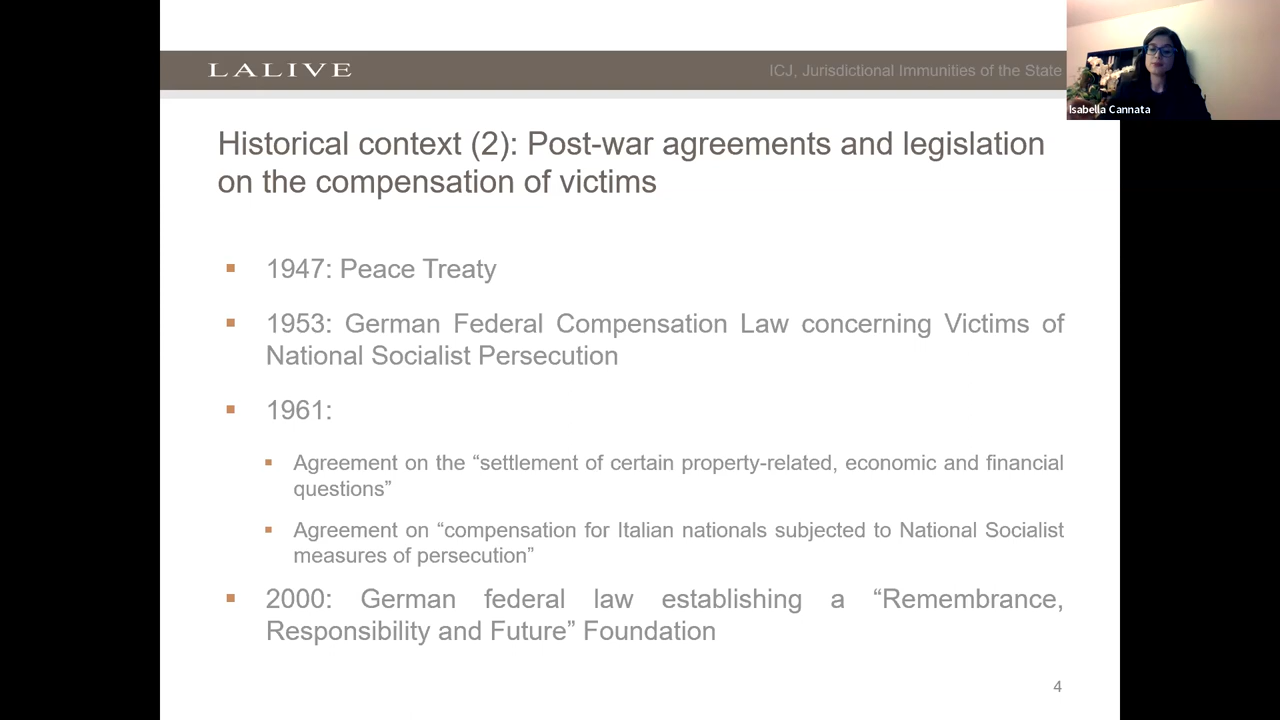 LALIVE
ICJ, Jurisdictional Immunities of the State
Isabella Cannata
Historical context (2): Post-war agreements and legislation
on the compensation of victims
▪ 1947: Peace Treaty
▪ 1953: German Federal Compensation Law concerning Victims of
National Socialist Persecution
▪ 1961:
▪ Agreement on the “settlement of certain property-related, economic and financial
questions”
▪ Agreement on “compensation for Italian nationals subjected to National Socialist
measures of persecution”
▪ 2000: German federal law establishing a “Remembrance,
Responsibility and Future” Foundation
4